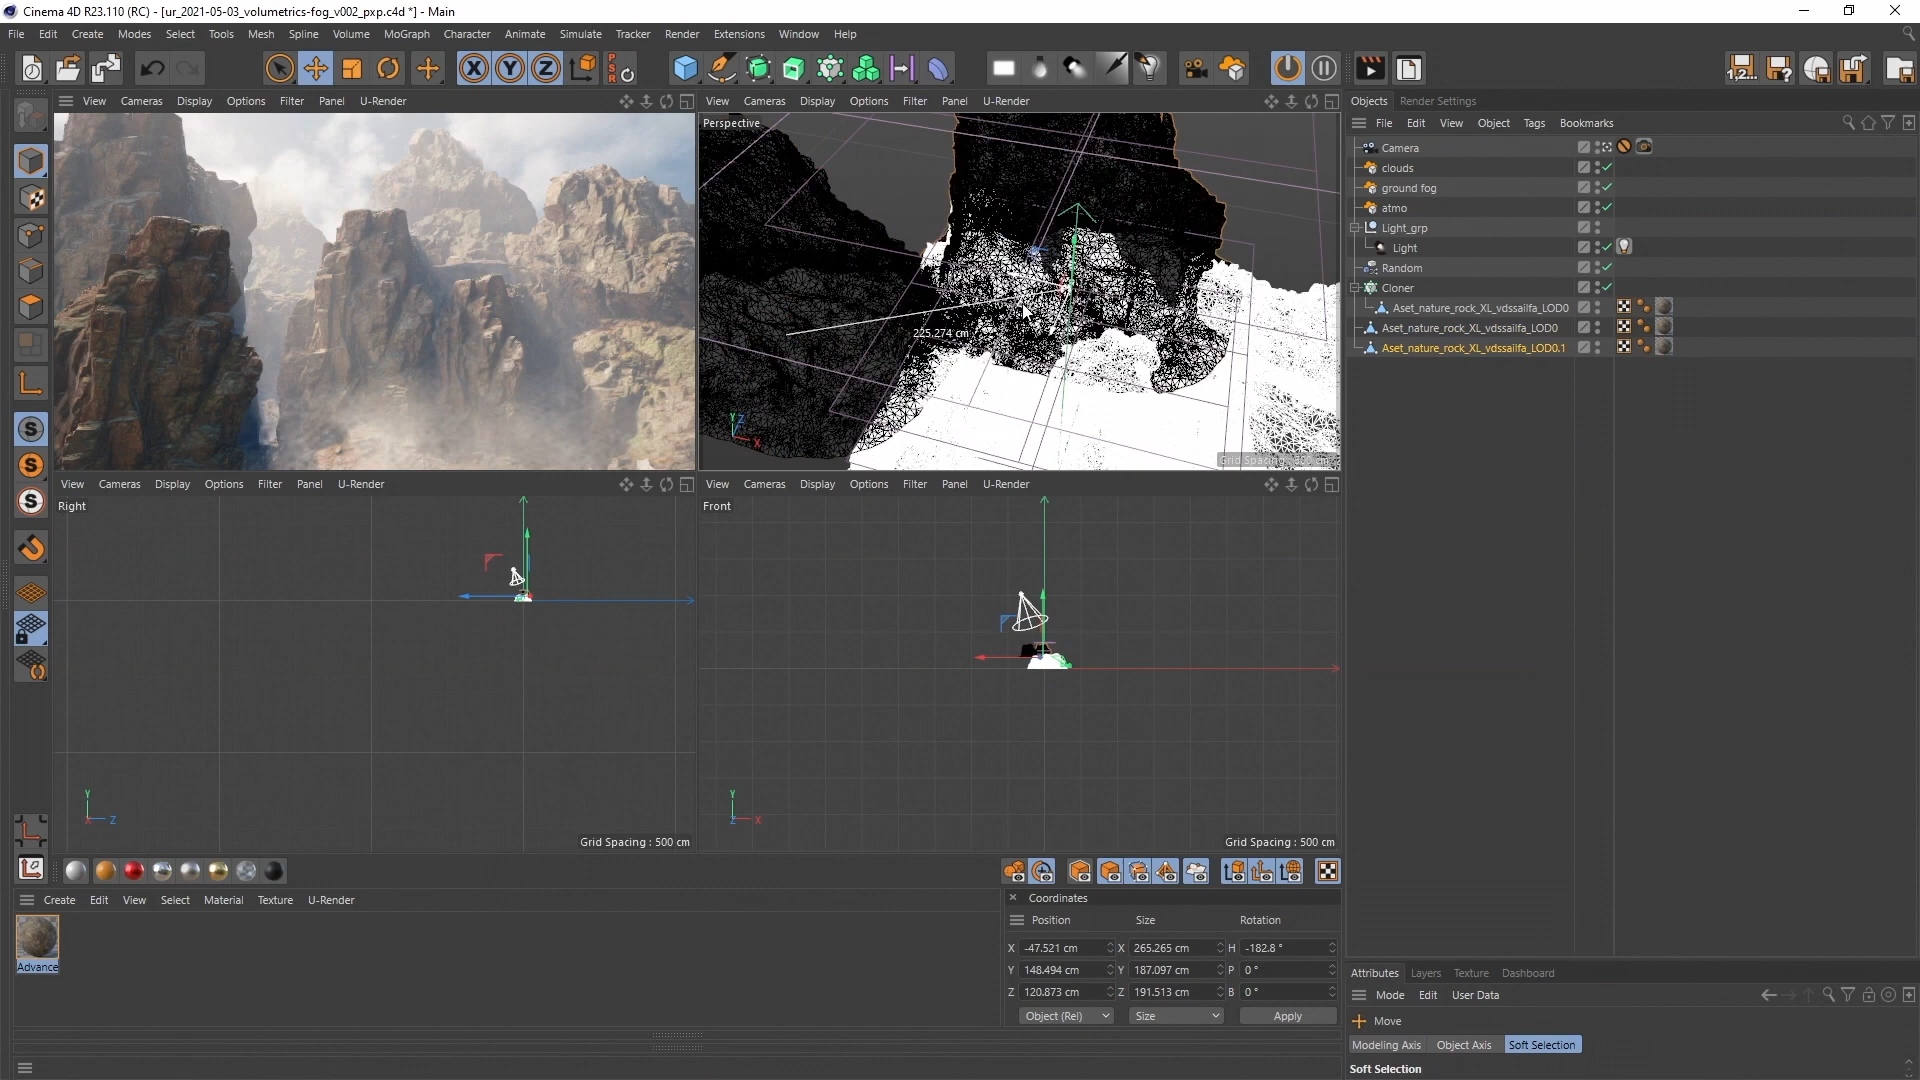 Cinema 4D R23.110 (RC) - [ur_2021-05-03_volumetrics-fog_v002_pxp.c4d *] - Main
File Edit Create Modes Select Tools Mesh Spline Volume MoGraph Character Animate Simulate Tracker Render Extensions Window Help
X Y Z PSR 1,2...
View Cameras Display Options Filter Panel U-Render
View Cameras Display Options Filter Panel U-Render
Perspective
225.274 cm
Grid Spacing : 500 cm
Y Z X
Objects Render Settings
File Edit View Object Tags Bookmarks
Camera
clouds
ground fog
atmo
Light_grp
Light
Random
Cloner
Aset_nature_rock_XL_vdssailfa_LOD0
Aset_nature_rock_XL_vdssailfa_LOD0
Aset_nature_rock_XL_vdssailfa_LOD0.1
S
S
S
View Cameras Display Options Filter Panel U-Render
View Cameras Display Options Filter Panel U-Render
Right
Front
Y X Z
Y Z X
Grid Spacing : 500 cm
Grid Spacing : 500 cm
Create Edit View Select Material Texture U-Render
Advance
Coordinates
Position Size Rotation
X -47.521 cm X 265.265 cm H -182.8 °
Y 148.494 cm Y 187.097 cm P 0 °
Z 120.873 cm Z 191.513 cm B 0 °
Object (Rel) Size Apply
Attributes Layers Texture Dashboard
Mode Edit User Data
Move
Modeling Axis Object Axis Soft Selection
Soft Selection